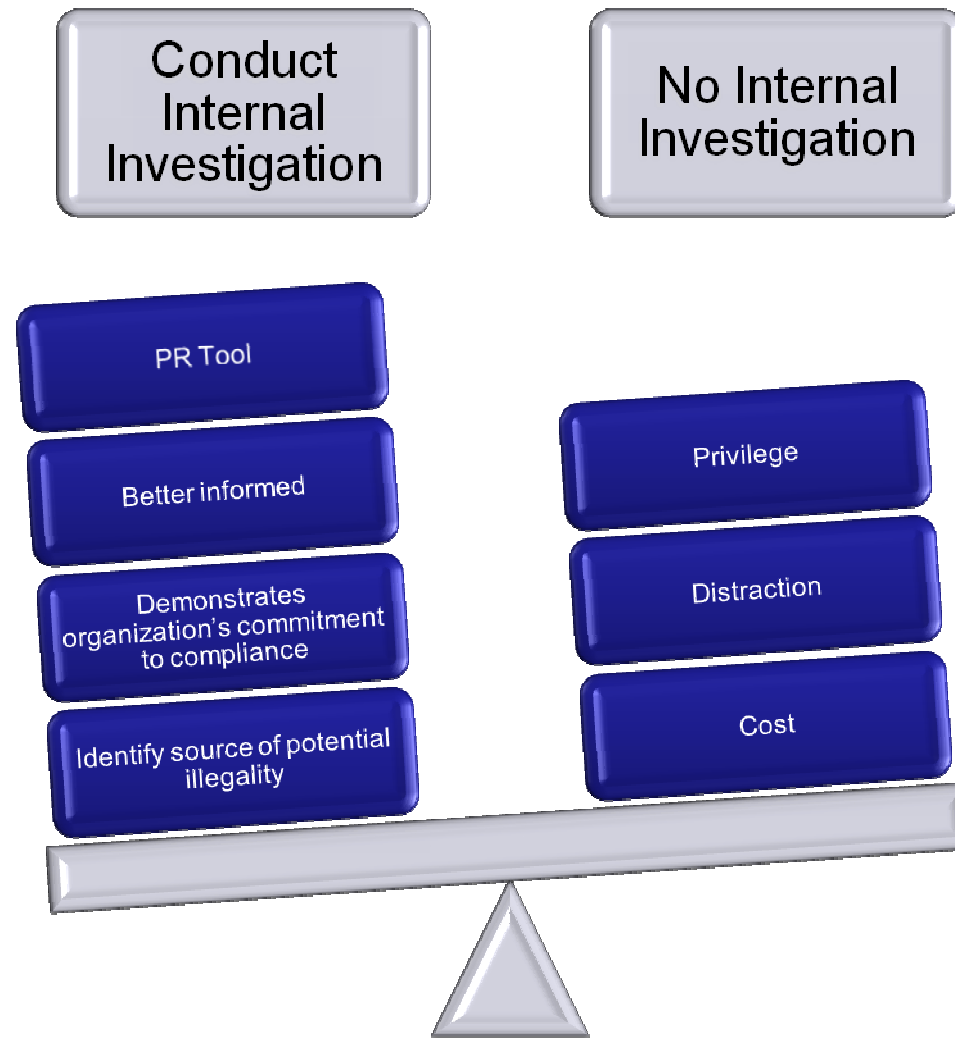 Conduct
Internal
Investigation
No Internal
Investigation
PR Tool
Better informed
Demonstrates
organization’s commitment
to compliance
Identify source of potential
illegality
Privilege
Distraction
Cost